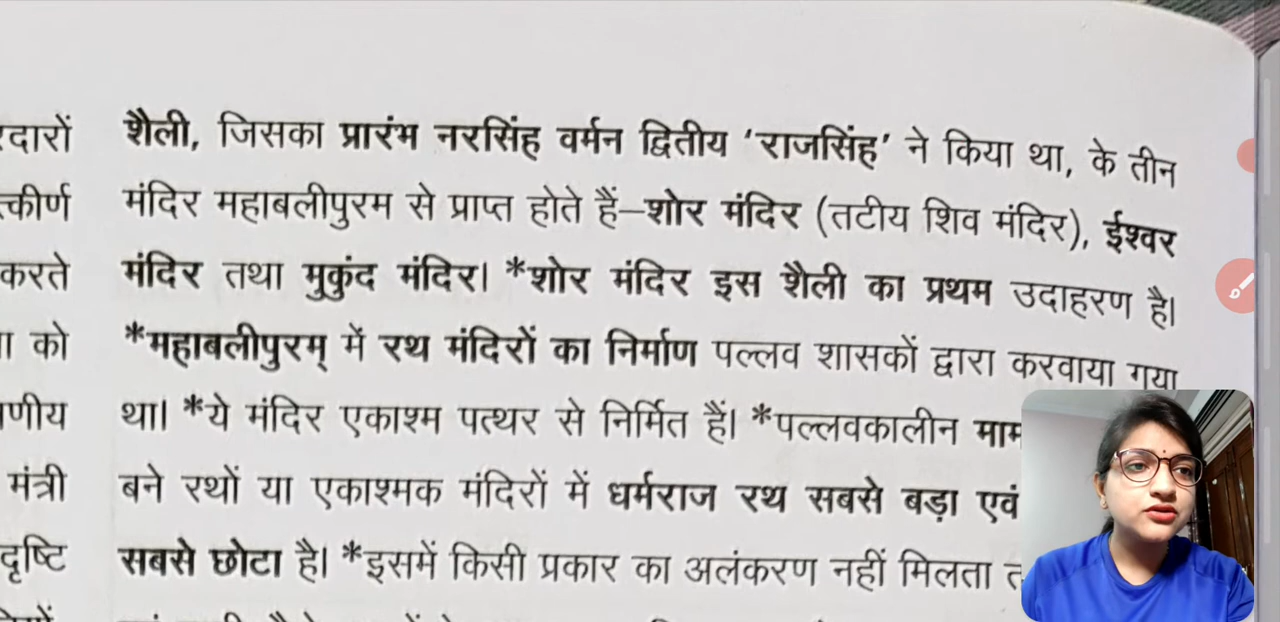 शैली, जिसका प्रारंभ नरसिंह वर्मन द्वितीय ‘राजसिंह’ ने किया था, के तीन
मंदिर महाबलीपुरम से प्राप्त होते हैं–शोर मंदिर (तटीय शिव मंदिर), ईश्वर
करते मंदिर तथा मुकुंद मंदिर। *शोर मंदिर इस शैली का प्रथम उदाहरण है।
को *महाबलीपुरम् में रथ मंदिरों का निर्माण पल्लव शासकों द्वारा करवाया गया
था। *ये मंदिर एकाश्म पत्थर से निर्मित हैं। *पल्लवकालीन
मंत्री बने रथों या एकाश्मक मंदिरों में धर्मराज रथ सबसे बड़ा एवं
दृष्टि सबसे छोटा है। *इसमें किसी प्रकार का अलंकरण नहीं मिलता